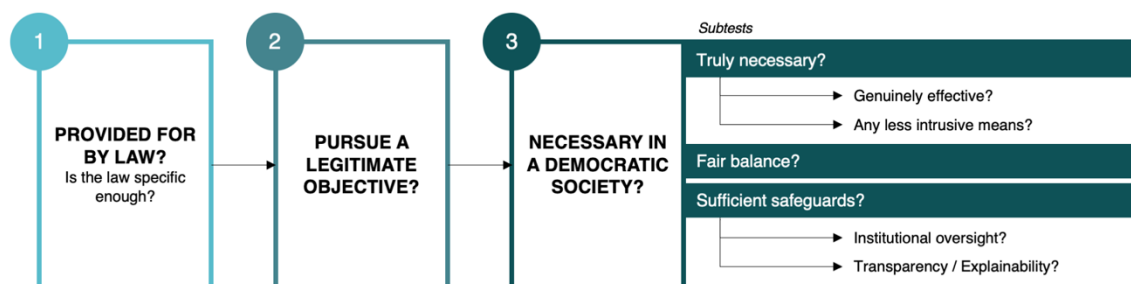 1
PROVIDED FOR
BY LAW?
Is the law specific
enough?
2
PURSUE A
LEGITIMATE
OBJECTIVE?
3
NECESSARY IN
A DEMOCRATIC
SOCIETY?
Subtests
Truly necessary?
Genuinely effective?
Any less intrusive means?
Fair balance?
Sufficient safeguards?
Institutional oversight?
Transparency / Explainability?